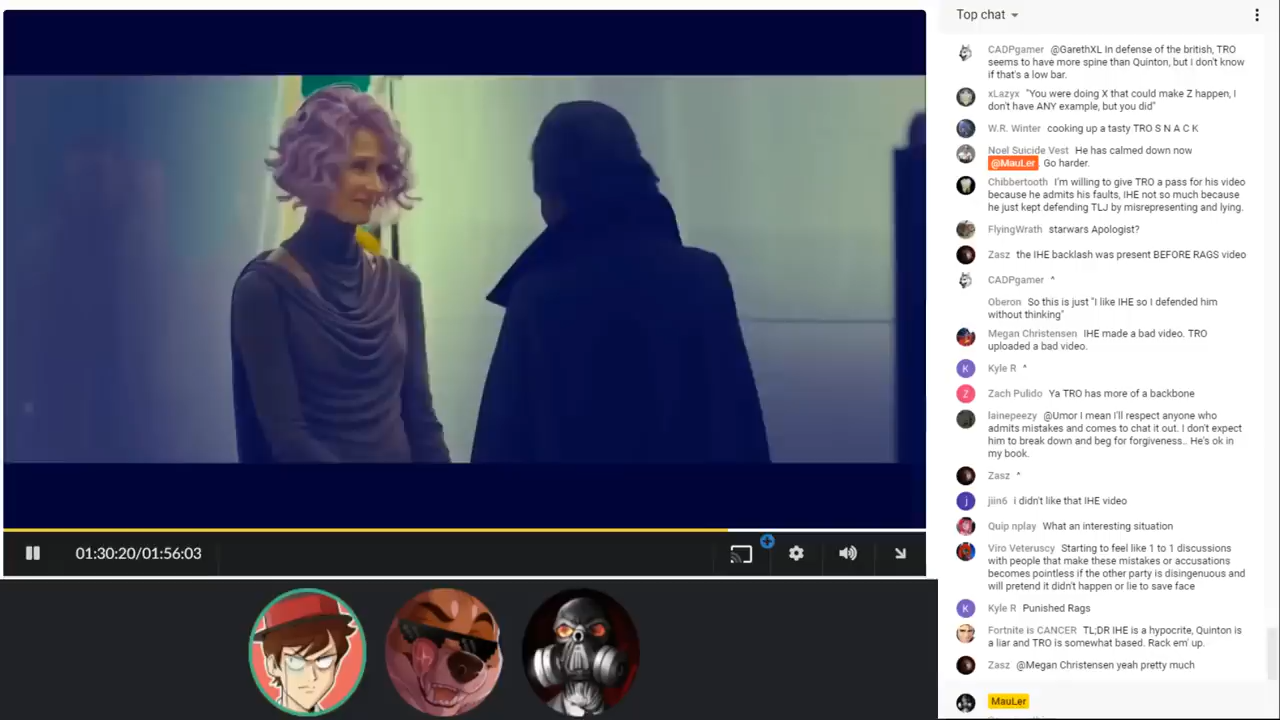 Top chat
CADPgamer @GarethXL In defense of the british, TRO
seems to have more spine than Quinton, but I don't know
if that's a low bar.
xLazyx "You were doing X that could make Z happen, I
don't have ANY example, but you did"
W.R. Winter cooking up a tasty TRO S N A C K
Noel Suicide Vest He has calmed down now
@MauLer Go harder.
Chibbertooth I'm willing to give TRO a pass for his video
because he admits his faults, IHE not so much because
he just kept defending TLJ by misrepresenting and lying.
FlyingWrath starwars Apologist?
Zasz the IHE backlash was present BEFORE RAGS video
CADPgamer ^
Oberon So this is just "I like IHE so I defended him
without thinking"
Megan Christensen IHE made a bad video. TRO
uploaded a bad video.
K Kyle R ^
Z Zach Pulido Ya TRO has more of a backbone
lainepeezy @Umor I mean I'll respect anyone who
admits mistakes and comes to chat it out. I don't expect
him to break down and beg for forgiveness.. He's ok in
my book.
Zasz ^
j jiin6 i didn't like that IHE video
Quip nplay What an interesting situation
Viro Veteruscy Starting to feel like 1 to 1 discussions
with people that make these mistakes or accusations
becomes pointless if the other party is disingenuous and
will pretend it didn't happen or lie to save face
K Kyle R Punished Rags
Fortnite is CANCER TL;DR IHE is a hypocrite, Quinton is
a liar and TRO is somewhat based. Rack em' up.
Zasz @Megan Christensen yeah pretty much
MauLer
01:30:20/01:56:03